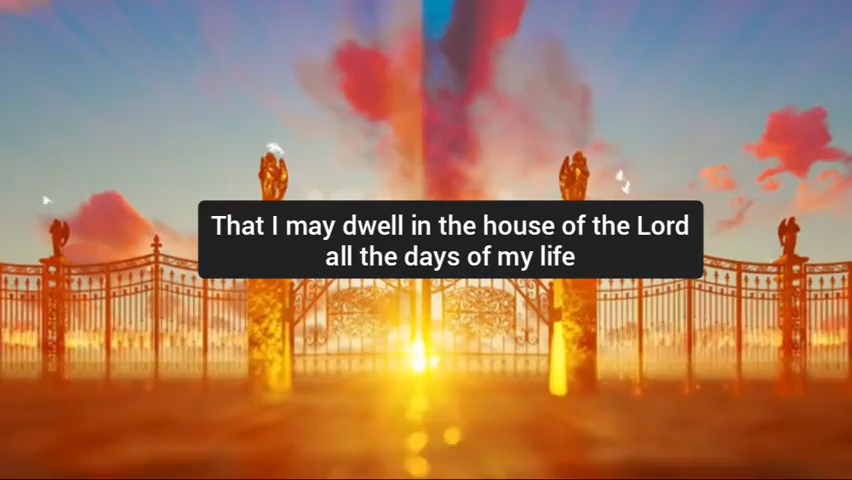 That I may dwell in the house of the Lord
all the days of my life